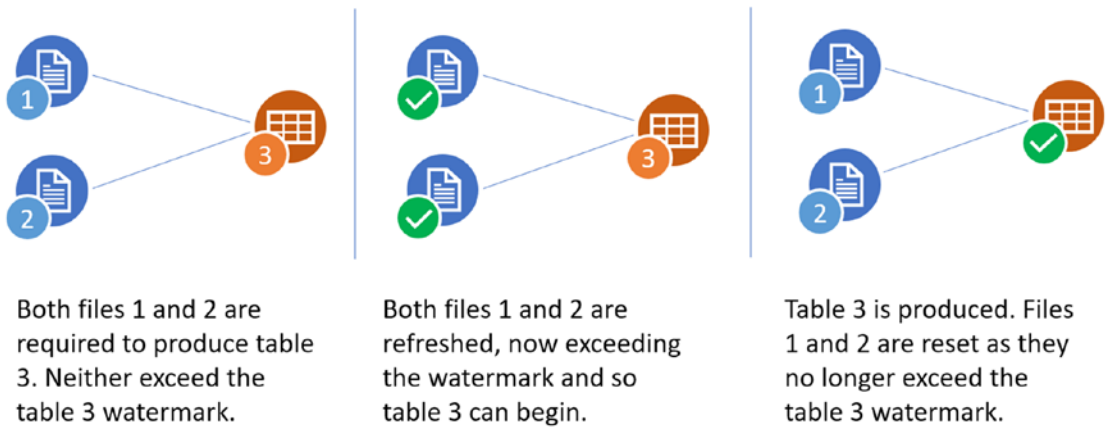 1
2
3
Both files 1 and 2 are
required to produce table
3. Neither exceed the
table 3 watermark.
3
Both files 1 and 2 are
refreshed, now exceeding
the watermark and so
table 3 can begin.
1
2
Table 3 is produced. Files
1 and 2 are reset as they
no longer exceed the
table 3 watermark.